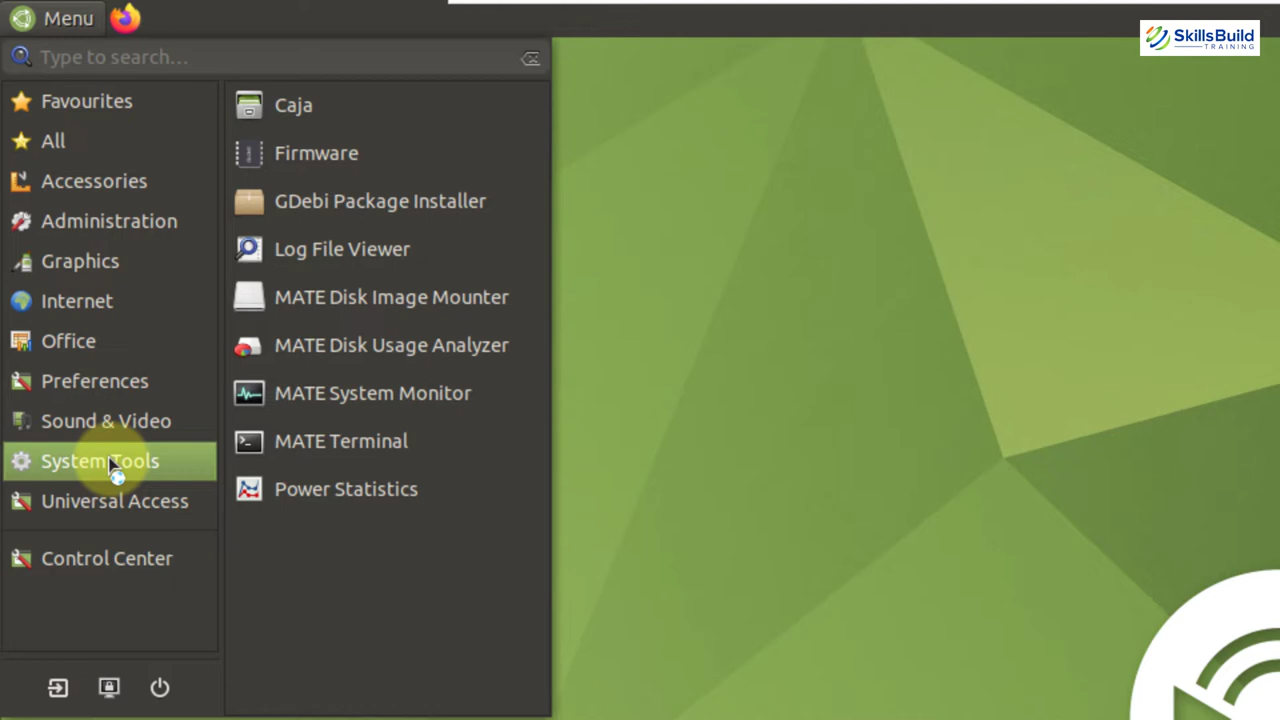 Menu
SkillsBuild
TRAINING
Type to search...
Favourites
All
Accessories
Administration
Graphics
Internet
Office
Preferences
Sound & Video
System Tools
Universal Access
Control Center
Caja
Firmware
GDebi Package Installer
Log File Viewer
MATE Disk Image Mounter
MATE Disk Usage Analyzer
MATE System Monitor
MATE Terminal
Power Statistics